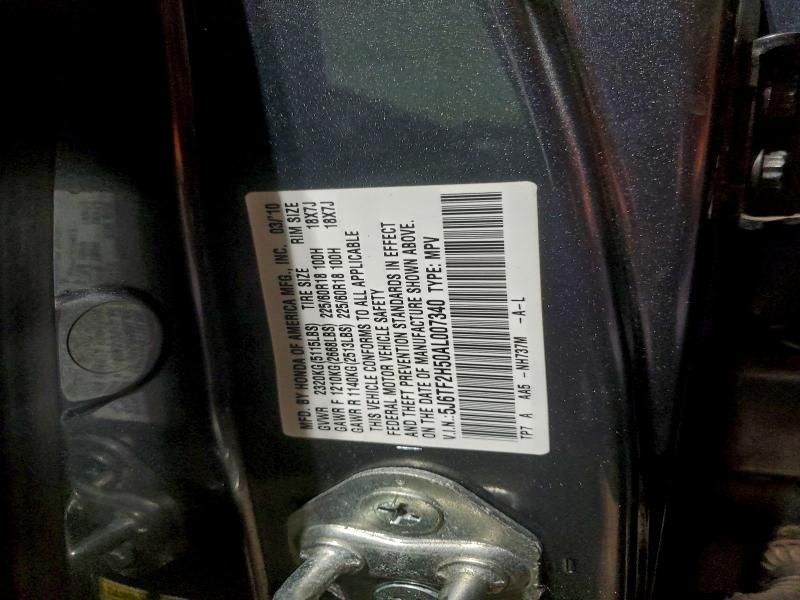 MFD. BY HONDA OF AMERICA MFG., INC. 03/'10
TIRE SIZE RIM SIZE
GVWR 2320KG(5115LBS)
GAWR F 1210KG(2668LBS) 225/60R18 100H 18X7J
GAWR R 1140KG(2513LBS) 225/60R18 100H 18X7J
THIS VEHICLE CONFORMS TO ALL APPLICABLE
FEDERAL MOTOR VEHICLE SAFETY
AND THEFT PREVENTION STANDARDS IN EFFECT
ON THE DATE OF MANUFACTURE SHOWN ABOVE.
V.I.N.:5J6TF2H50AL007340 TYPE: MPV
TP7 A AA5 -NH737M -A-L